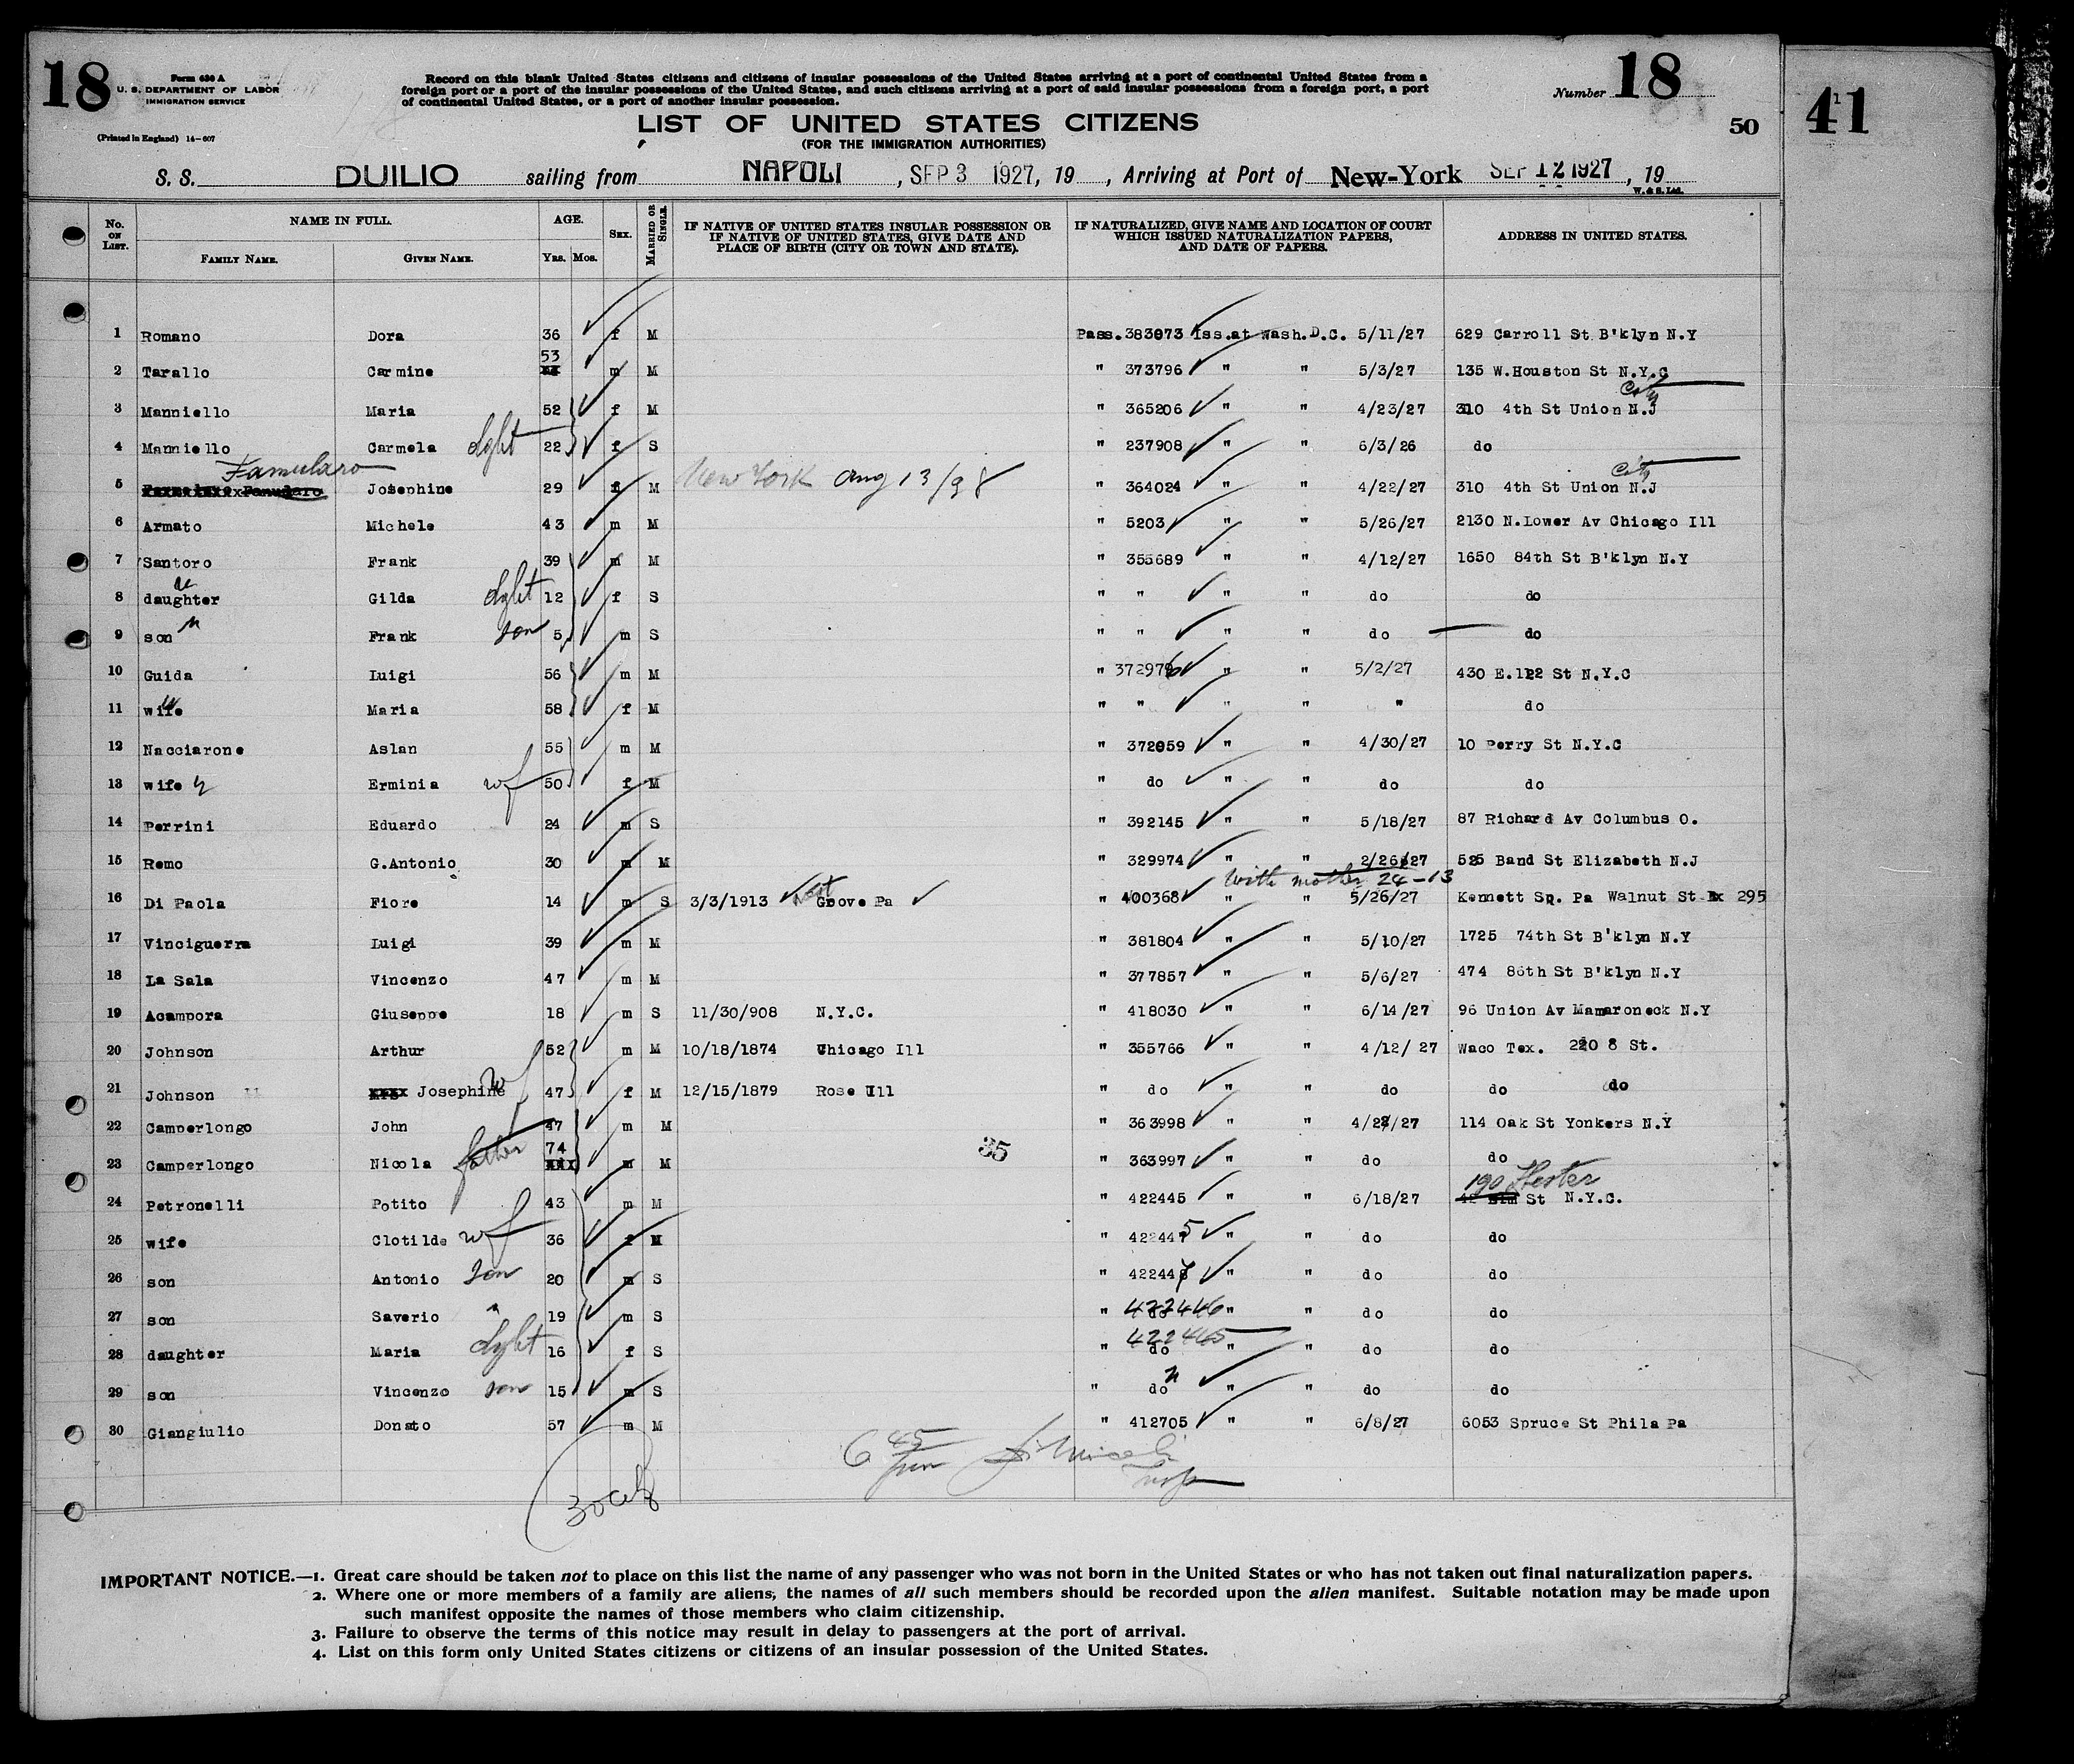 18
Form 630 A
U. S. DEPARTMENT OF LABOR
IMMIGRATION SERVICE
(Printed in England) 14-607
Record on this blank United States citizens and citizens of insular possessions of the United States arriving at a port of continental United States from a
foreign port or a port of the insular possessions of the United States, and such citizens arriving at a port of said insular possessions from a foreign port, a port
of continental United States, or a port of another insular possession.
Number 18
50
41
LIST OF UNITED STATES CITIZENS
(FOR THE IMMIGRATION AUTHORITIES)
S. S. DUILIO sailing from NAPOLI, SEP 3 1927, 19 , Arriving at Port of New-York SEP 12 1927, 19
W. & S. Ltd.
No. ON LIST. NAME IN FULL. FAMILY NAME. GIVEN NAME. AGE. YRS. MOS. SEX. MARRIED OR SINGLE. IF NATIVE OF UNITED STATES INSULAR POSSESSION OR IF NATIVE OF UNITED STATES, GIVE DATE AND PLACE OF BIRTH (CITY OR TOWN AND STATE). IF NATURALIZED, GIVE NAME AND LOCATION OF COURT WHICH ISSUED NATURALIZATION PAPERS, AND DATE OF PAPERS. ADDRESS IN UNITED STATES.
1 Romano Dora 36 f M Pass. 383073 Iss.at Wash.D.C. 5/11/27 629 Carroll St B'klyn N.Y
2 Tarallo Carmine 53 m M " 373796 " " 5/3/27 135 W.Houston St N.Y.C
3 Manniello Maria 52 f M " 365206 " " 4/23/27 310 4th St Union City N.J
4 Manniello Carmela dght 22 f S " 237908 " " 6/3/26 do
5 Famularo Josephine 29 f M New York Aug 13/98 " 364024 " " 4/22/27 310 4th St Union City N.J
6 Armato Michele 43 m M " 5203 " " 5/26/27 2130 N.Lower Av Chicago Ill
7 Santoro Frank 39 m M " 355689 " " 4/12/27 1650 84th St B'klyn N.Y
8 daughter " Gilda dght 12 f S " " " " do do
9 son " Frank son 5 m S " " " " do do
10 Guida Luigi 56 m M " 372976 " " 5/2/27 430 E.112 St N.Y.C
11 wife " Maria 58 f M " " " " " do
12 Nacciarone Aslan 55 m M " 372059 " " 4/30/27 10 Perry St N.Y.C
13 wife " Erminia wf 50 f M " do " " do do
14 Perrini Eduardo 24 m S " 392145 " " 5/18/27 87 Richard Av Columbus O.
15 Remo G.Antonio 30 m M " 329974 " " 2/26/27 525 Band St Elizabeth N.J
with mother 24-13
16 Di Paola Fiore 14 m S 3/3/1913 West Grove Pa " 400368 " " 5/26/27 Kennett Sq. Pa Walnut St Bx 295
17 Vinciguerra Luigi 39 m M " 381804 " " 5/10/27 1725 74th St B'klyn N.Y
18 La Sala Vincenzo 47 m M " 377857 " " 5/6/27 474 86th St B'klyn N.Y
19 Acampora Giuseppe 18 m S 11/30/908 N.Y.C. " 418030 " " 6/14/27 96 Union Av Mamaroneck N.Y
20 Johnson Arthur 52 m M 10/18/1874 Chicago Ill " 355766 " " 4/12/27 Waco Tex. 220 8 St.
21 Johnson Josephine wf 47 f M 12/15/1879 Rose Ill " do " " do do do
22 Camperlongo John 47 m M " 363998 " " 4/22/27 114 Oak St Yonkers N.Y
23 Camperlongo Nicola father 74 m M 35 " 363997 " " do do
24 Petronelli Potito 43 m M " 422445 " " 6/18/27 190 Hester St N.Y.C.
25 wife Clotilde wf 36 f M " 422445 " " do do
26 son Antonio son 20 m S " 422447 " " do do
27 son Saverio " 19 m S " 422446 " " do do
28 daughter Maria dght 16 f S " 422445 do " " do do
29 son Vincenzo son 15 m S " do " " " do do
30 Giangiulio Donato 57 m M " 412705 " " 6/8/27 6053 Spruce St Phila Pa
6 45
IMPORTANT NOTICE.—1. Great care should be taken not to place on this list the name of any passenger who was not born in the United States or who has not taken out final naturalization papers.
2. Where one or more members of a family are aliens, the names of all such members should be recorded upon the alien manifest. Suitable notation may be made upon
such manifest opposite the names of those members who claim citizenship.
3. Failure to observe the terms of this notice may result in delay to passengers at the port of arrival.
4. List on this form only United States citizens or citizens of an insular possession of the United States.